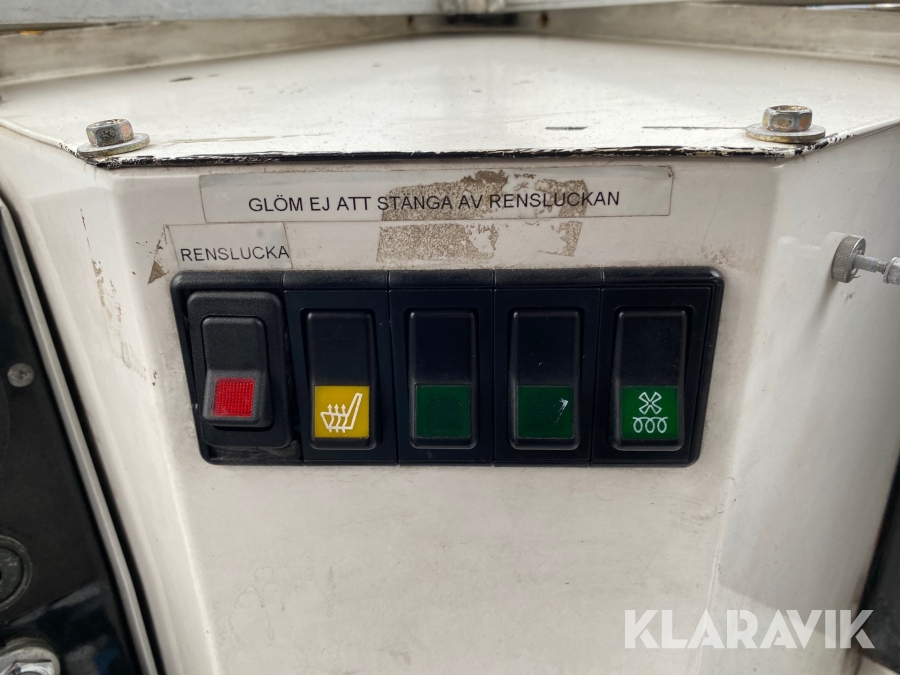 GLÖM EJ ATT STÄNGA AV RENSLUCKAN
RENSLUCKA
KLARAVIK